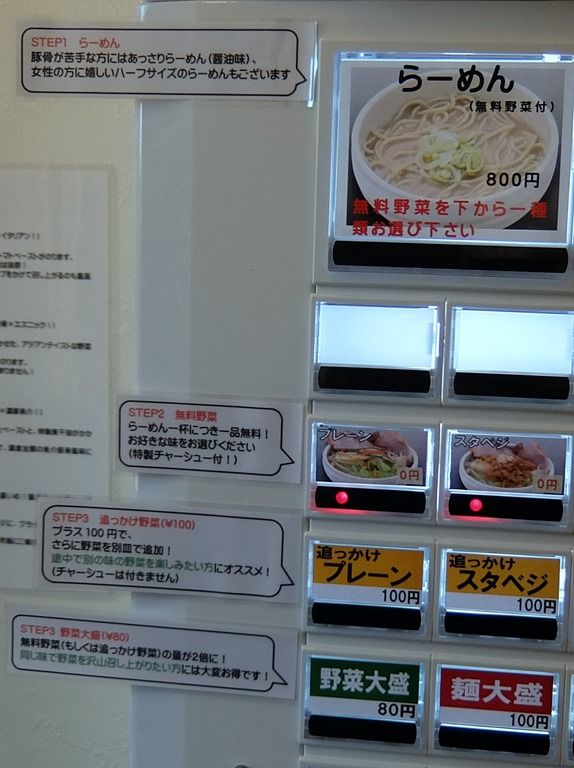 STEP1 らーめん
豚骨が苦手な方にはあっさりらーめん(醤油味)、
女性の方に嬉しいハーフサイズのらーめんもございます
らーめん
(無料野菜付)
800円
無料野菜を下から一種
類お選び下さい
STEP2 無料野菜
らーめん一杯につき一品無料！
お好きな味をお選びください
(特製チャーシュー付！)
プレーン
0円
スタベジ
0円
STEP3 追っかけ野菜(¥100)
プラス100円で、
さらに野菜を別皿で追加！
途中で別の味の野菜を楽しみたい方にオススメ！
(チャーシューは付きません)
追っかけ
プレーン
100円
追っかけ
スタベジ
100円
STEP3 野菜大盛(¥80)
無料野菜(もしくは追っかけ野菜)の量が2倍に！
同じ味で野菜を沢山召し上がりたい方には大変お得です！
野菜大盛
80円
麺大盛
100円